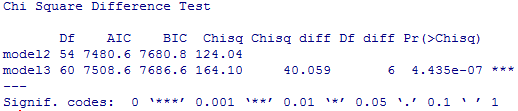 Chi Square Difference Test
Df AIC BIC Chisq Chisq diff Df diff Pr(>Chisq)
model2 54 7480.6 7680.8 124.04
model3 60 7508.6 7686.6 164.10 40.059 6 4.435e-07 ***
---
Signif. codes: 0 ‘***’ 0.001 ‘**’ 0.01 ‘*’ 0.05 ‘.’ 0.1 ‘ ’ 1